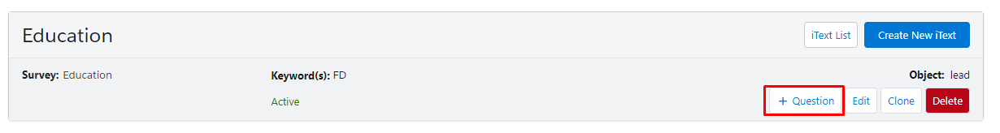 Education
iText List
Create New iText
Survey: Education
Keyword(s): FD
Object: lead
Active
+ Question
Edit
Clone
Delete